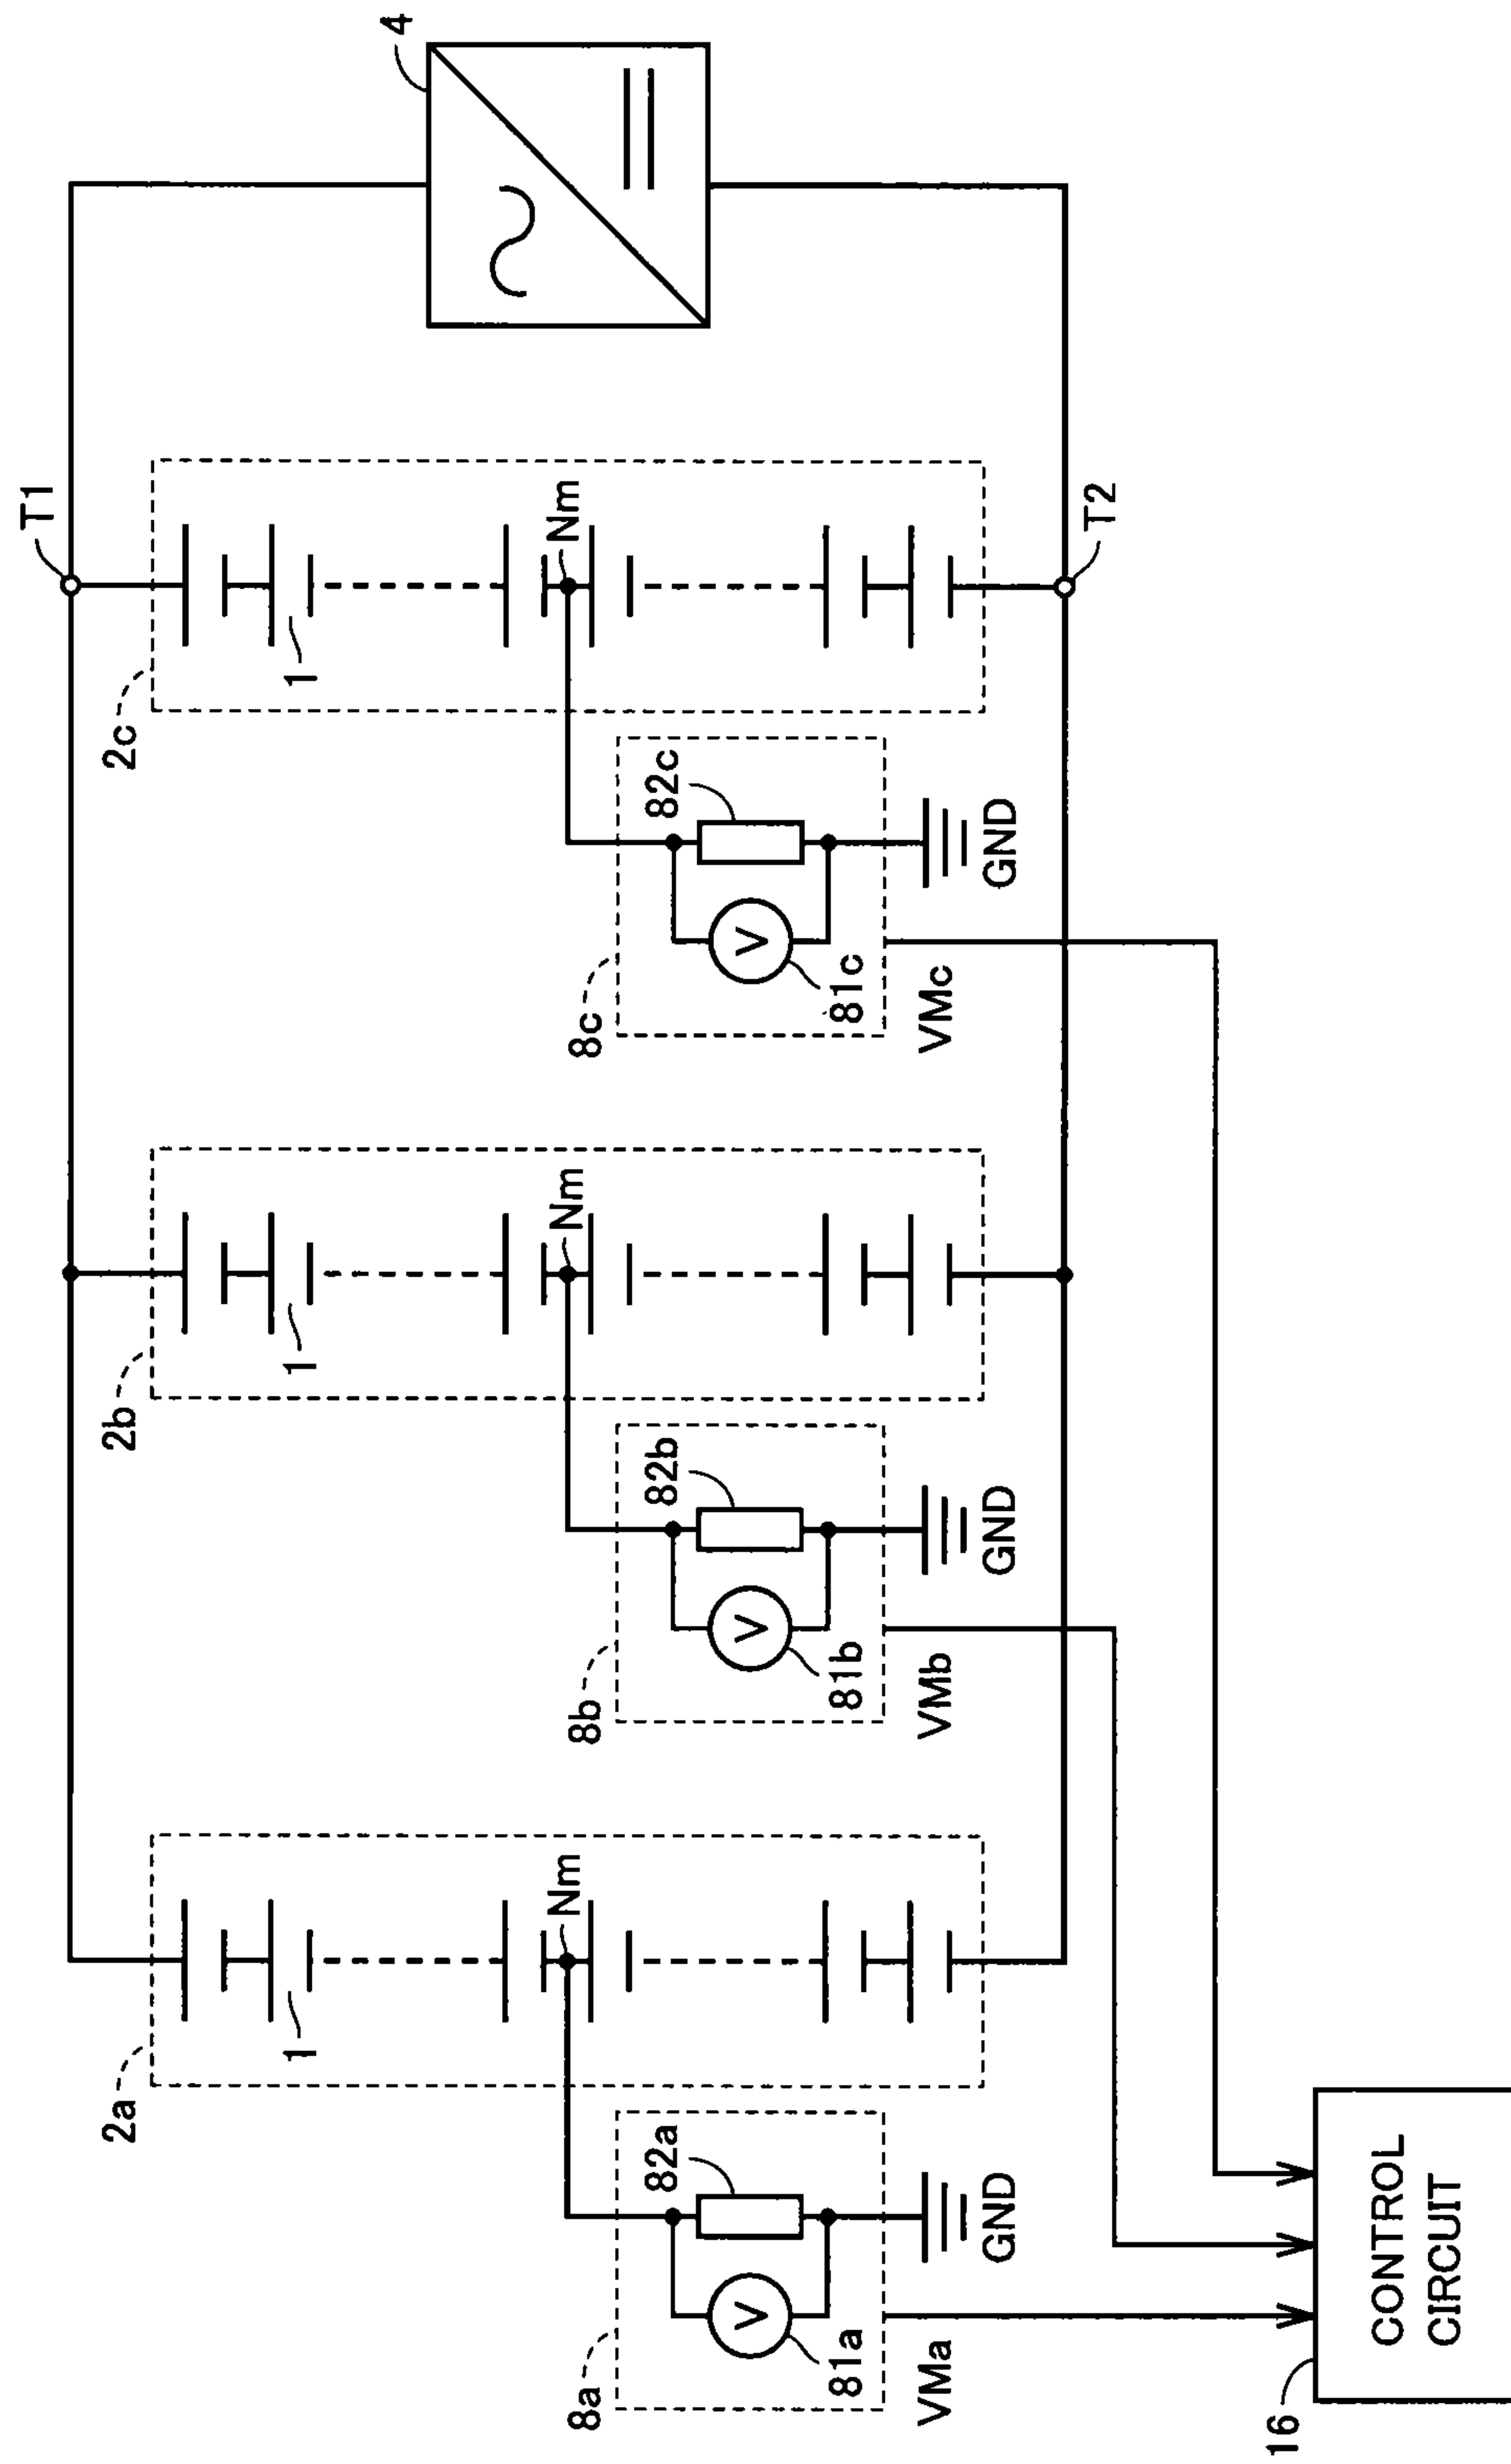 T1
4
2a
2b
2c
1
1
1
Nm
Nm
Nm
8a
82a
8b
82b
8c
82c
V
V
V
81a
81b
81c
VMa
GND
VMb
GND
VMc
GND
T2
16
CONTROL
CIRCUIT